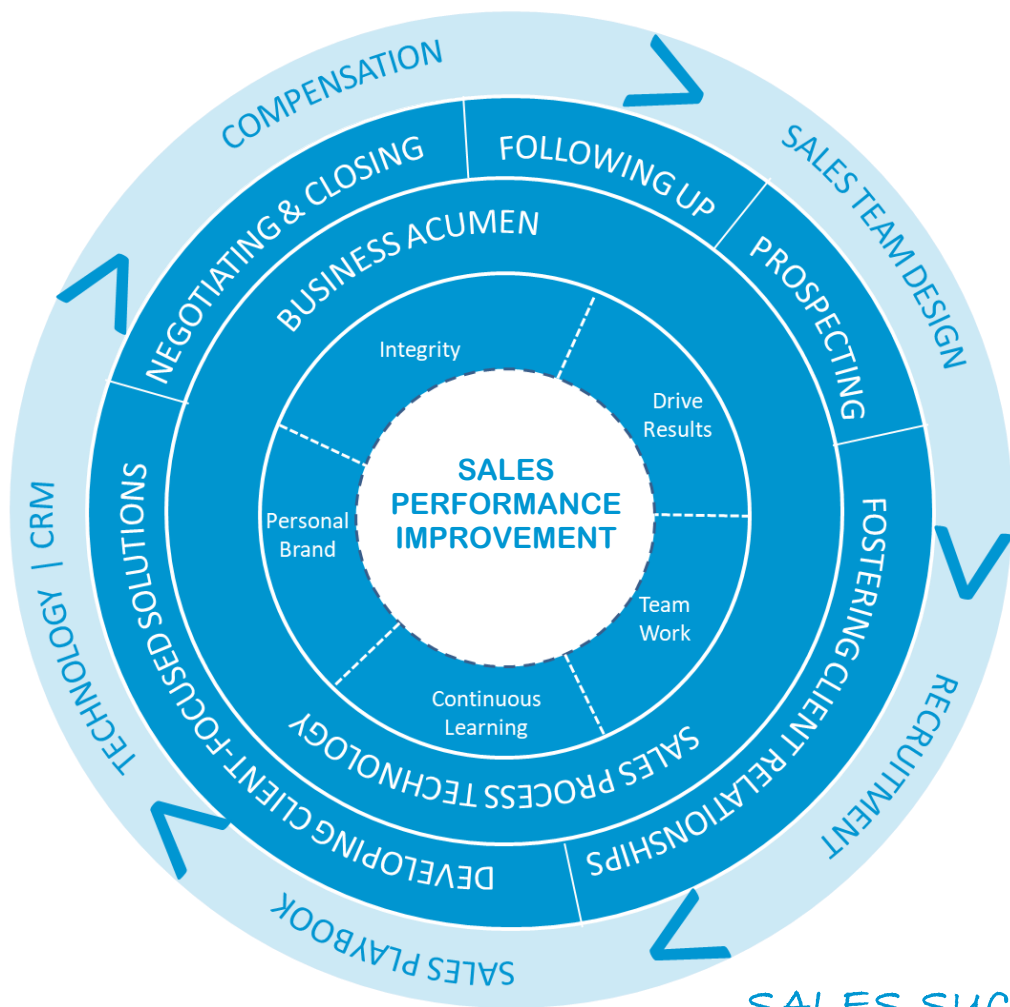 COMPENSATION
SALES TEAM DESIGN
RECRUITMENT
SALES PLAYBOOK
TECHNOLOGY | CRM
NEGOTIATING & CLOSING
FOLLOWING UP
PROSPECTING
FOSTERING CLIENT RELATIONSHIPS
DEVELOPING CLIENT-FOCUSED SOLUTIONS
BUSINESS ACUMEN
SALES PROCESS TECHNOLOGY
Integrity
Drive
Results
Team
Work
Continuous
Learning
Personal
Brand
SALES
PERFORMANCE
IMPROVEMENT
SALES